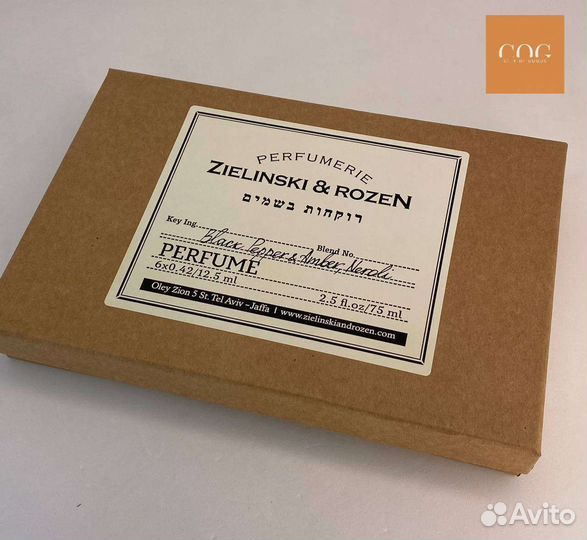 COG
PERFUMERIE
ZIELINSKI & ROZEN
רוקחות בשמים
Key Ing. Blend No.
Black Pepper & Amber, Neroli
PERFUME
6x0.42/12.5 ml 2.5 fl.oz/75 ml
Oley Zion 5 St. Tel Aviv - Jaffa | www.zielinskiandrozen.com
Avito